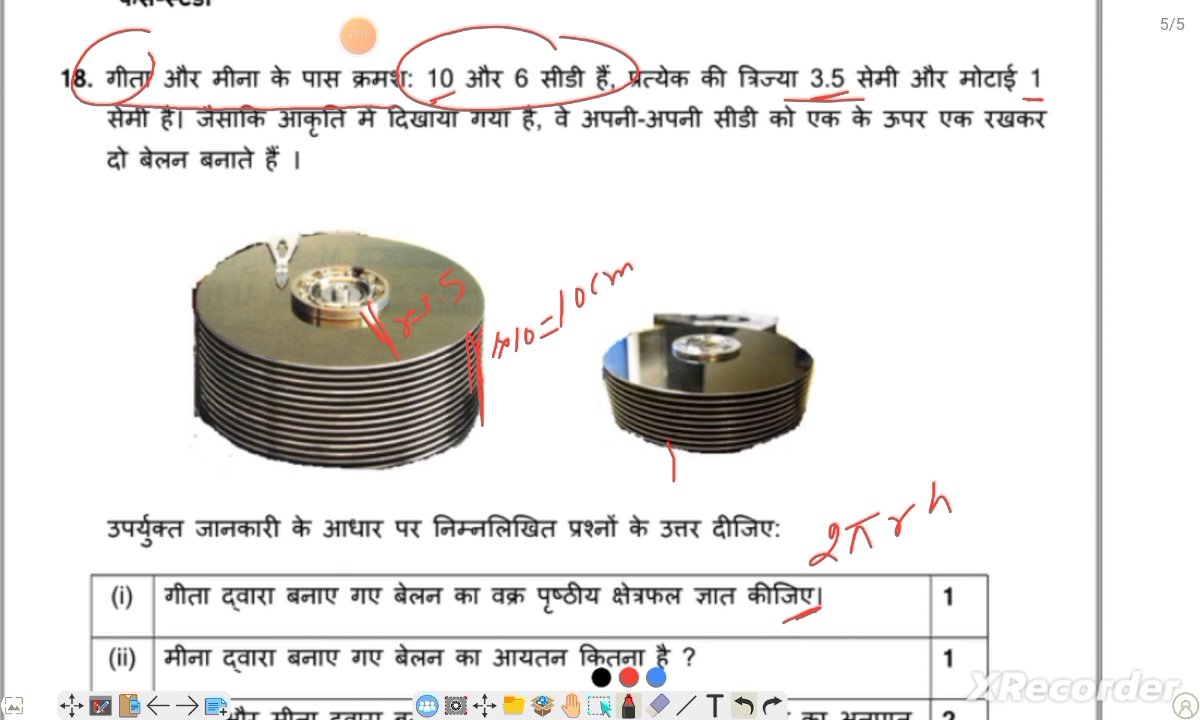 5/5
18. गीता और मीना के पास क्रमश: 10 और 6 सीडी हैं, प्रत्येक की त्रिज्या 3.5 सेमी और मोटाई 1
सेमी है। जैसाकि आकृति में दिखाया गया है, वे अपनी-अपनी सीडी को एक के ऊपर एक रखकर
दो बेलन बनाते हैं ।
r=3.5
10=10cm
उपर्युक्त जानकारी के आधार पर निम्नलिखित प्रश्नों के उत्तर दीजिए:
2πrh
(i) गीता द्वारा बनाए गए बेलन का वक्र पृष्ठीय क्षेत्रफल ज्ञात कीजिए। 1
(ii) मीना द्वारा बनाए गए बेलन का आयतन कितना है ? 1
XRecorder
T